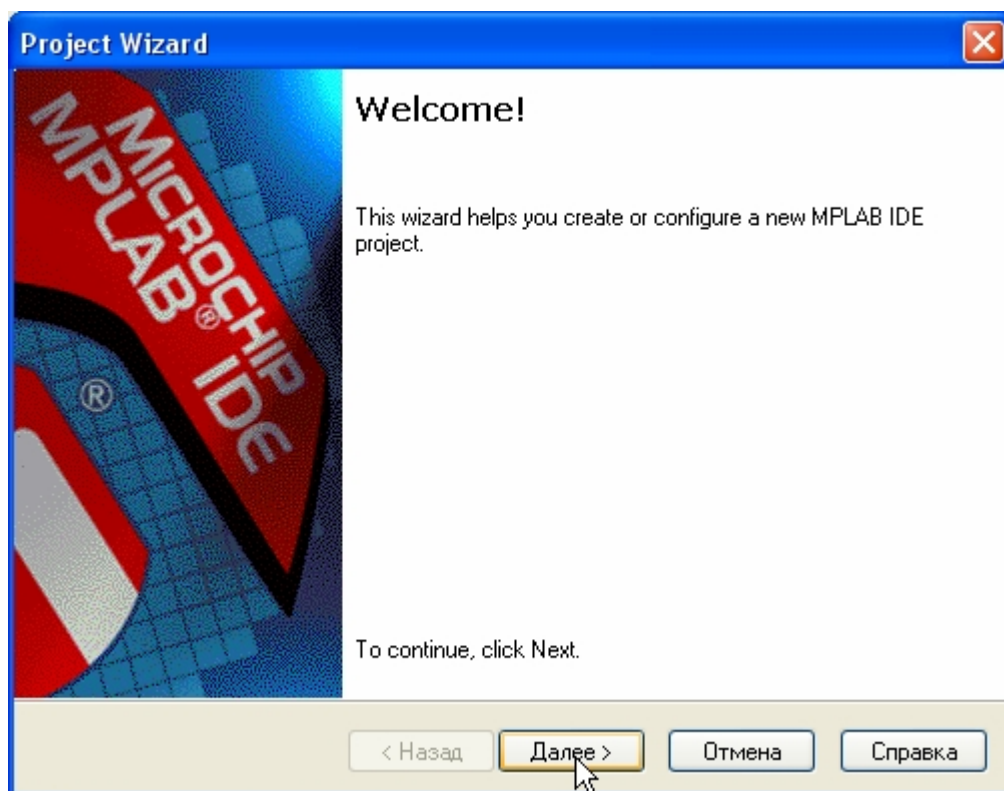 Project Wizard
MICROCHIP
MPLAB® IDE
®
Welcome!
This wizard helps you create or configure a new MPLAB IDE
project.
To continue, click Next.
< Назад
Далее >
Отмена
Справка